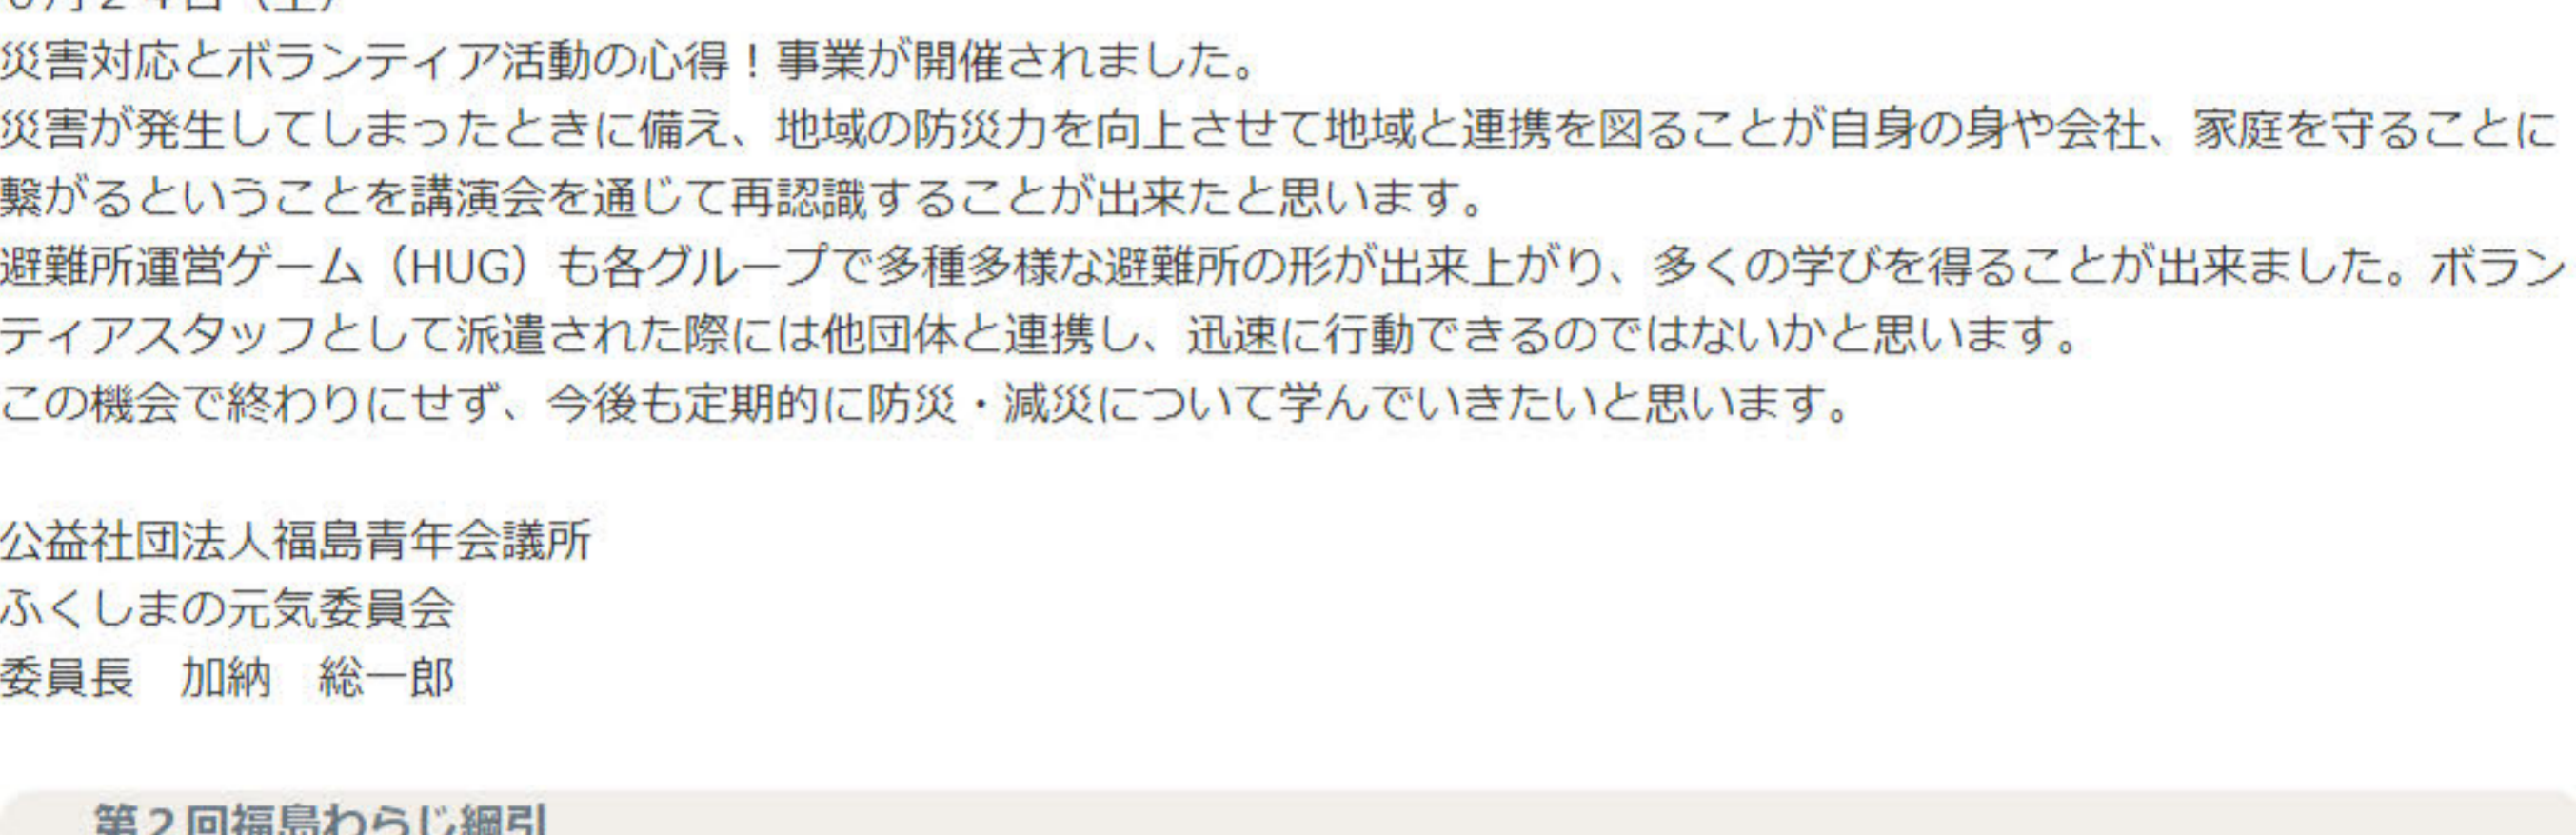 災害対応とボランティア活動の心得！事業が開催されました。
災害が発生してしまったときに備え、地域の防災力を向上させて地域と連携を図ることが自身の身や会社、家庭を守ることに
繋がるということを講演会を通じて再認識することが出来たと思います。
避難所運営ゲーム（HUG）も各グループで多種多様な避難所の形が出来上がり、多くの学びを得ることが出来ました。ボラン
ティアスタッフとして派遣された際には他団体と連携し、迅速に行動できるのではないかと思います。
この機会で終わりにせず、今後も定期的に防災・減災について学んでいきたいと思います。
公益社団法人福島青年会議所
ふくしまの元気委員会
委員長　加納　総一郎
第２回福島わらじ綱引